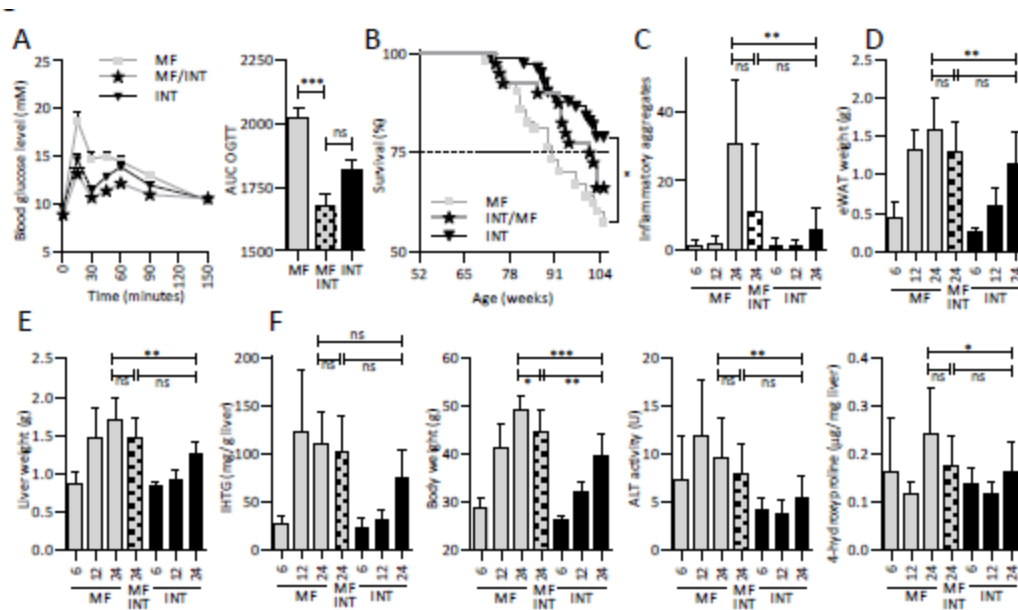 A
MF
MF/INT
INT
Blood glucose level (mM)
25
20
15
10
5
0 30 60 90 120 150
Time (minutes)
AUC OGTT
2250
2000
1750
1500
***
ns
MF MF INT INT
B
Survival (%)
100
75
50
MF
INT/MF
INT
52 65 78 91 104
Age (weeks)
*
C
Inflammatory aggregates
60
40
20
0
**
ns ns
6 12 24 24 6 12 24
MF MF INT INT
D
eWAT weight (g)
2.5
2.0
1.5
1.0
0.5
0.0
**
ns ns
6 12 24 24 6 12 24
MF MF INT INT
E
Liver weight (g)
2.5
2.0
1.5
1.0
0.5
0.0
**
ns ns
6 12 24 24 6 12 24
MF MF INT INT
F
IHTG (mg/g liver)
200
150
100
50
0
ns
ns ns
6 12 24 24 6 12 24
MF MF INT INT
Body weight (g)
60
50
40
30
20
***
* **
6 12 24 24 6 12 24
MF MF INT INT
ALT activity (U)
20
15
10
5
0
**
ns ns
6 12 24 24 6 12 24
MF MF INT INT
4-hydroxyproline (µg/mg liver)
0.4
0.3
0.2
0.1
0.0
*
ns ns
6 12 24 24 6 12 24
MF MF INT INT